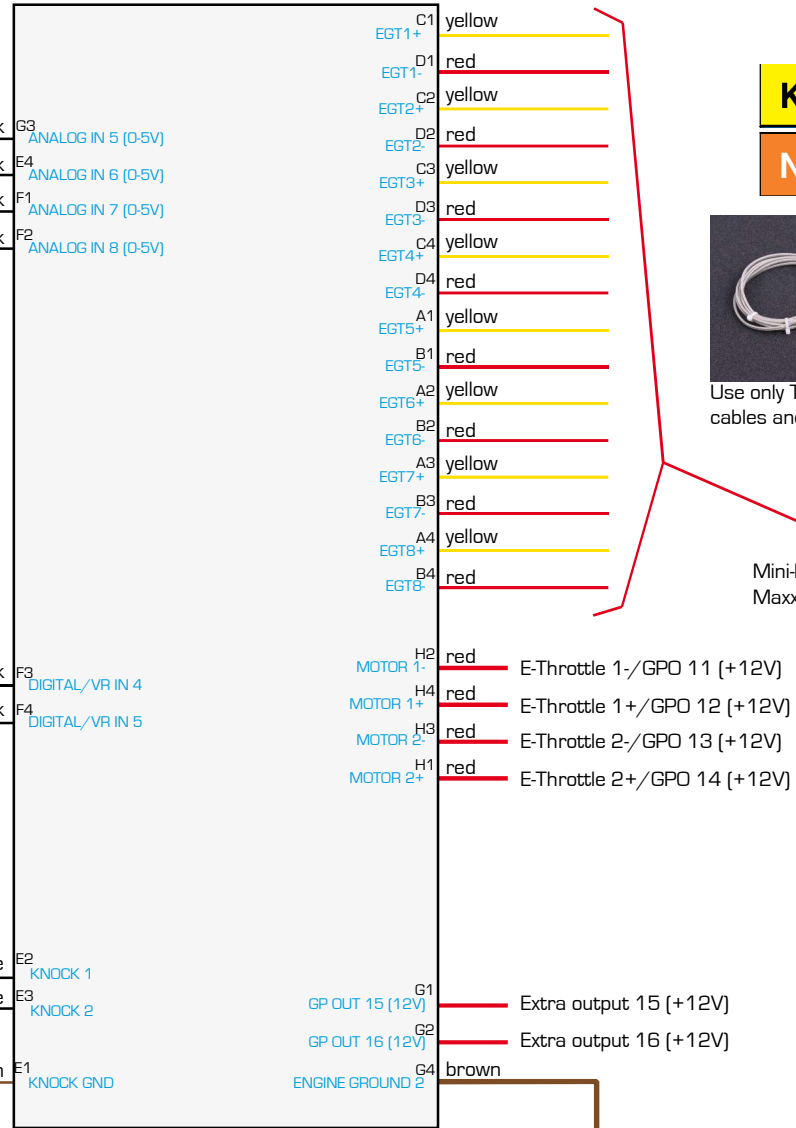 C1 yellow
EGT1+
D1 red
EGT1-
C2 yellow
EGT2+
D2 red
EGT2-
C3 yellow
EGT3+
D3 red
EGT3-
C4 yellow
EGT4+
D4 red
EGT4-
A1 yellow
EGT5+
B1 red
EGT5-
A2 yellow
EGT6+
B2 red
EGT6-
A3 yellow
EGT7+
B3 red
EGT7-
A4 yellow
EGT8+
B4 red
EGT8-
G3
ANALOG IN 5 (0-5V)
E4
ANALOG IN 6 (0-5V)
F1
ANALOG IN 7 (0-5V)
F2
ANALOG IN 8 (0-5V)
K
N
Use only
cables
F3
DIGITAL/VR IN 4
F4
DIGITAL/VR IN 5
H2 red
MOTOR 1- E-Throttle 1-/GPO 11 (+12V)
H4 red
MOTOR 1+ E-Throttle 1+/GPO 12 (+12V)
H3 red
MOTOR 2- E-Throttle 2-/GPO 13 (+12V)
H1 red
MOTOR 2+ E-Throttle 2+/GPO 14 (+12V)
E2
KNOCK 1
E3
KNOCK 2
E1
KNOCK GND
G1
GP OUT 15 (12V) Extra output 15 (+12V)
G2
GP OUT 16 (12V) Extra output 16 (+12V)
G4 brown
ENGINE GROUND 2